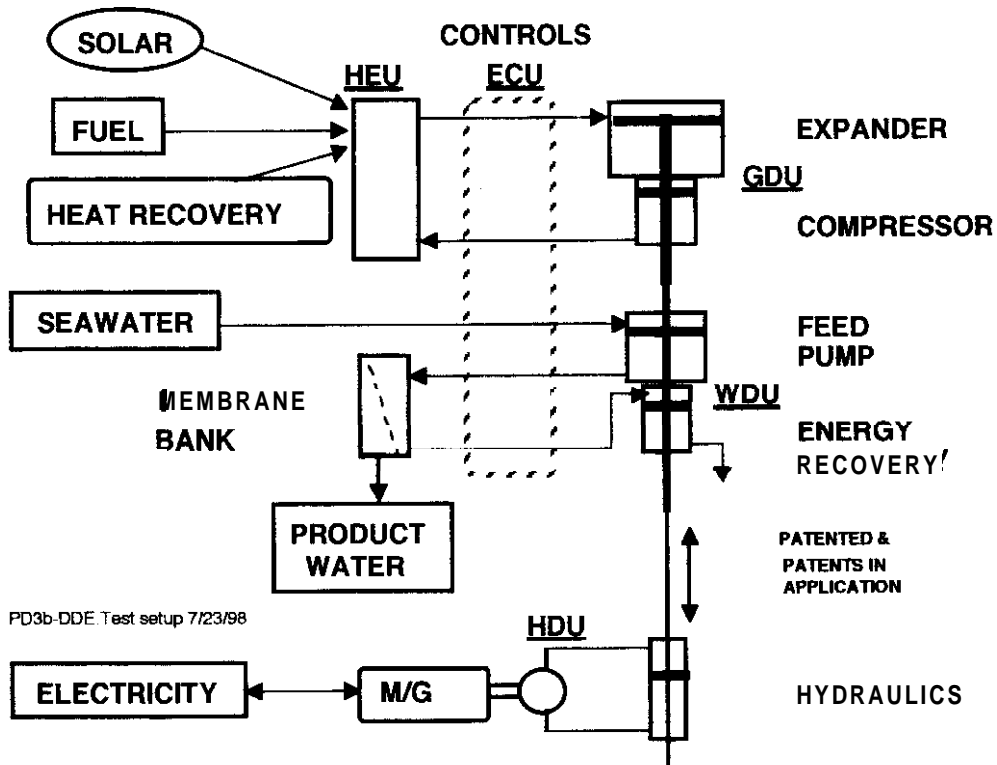 SOLAR
CONTROLS
HEU
ECU
FUEL
EXPANDER
GDU
HEAT RECOVERY
COMPRESSOR
SEAWATER
FEED
PUMP
MEMBRANE
BANK
WDU
ENERGY
RECOVERY
PRODUCT
WATER
PATENTED &
PATENTS IN
APPLICATION
PD3b-DDE.Test setup 7/23/98
HDU
ELECTRICITY
M/G
HYDRAULICS